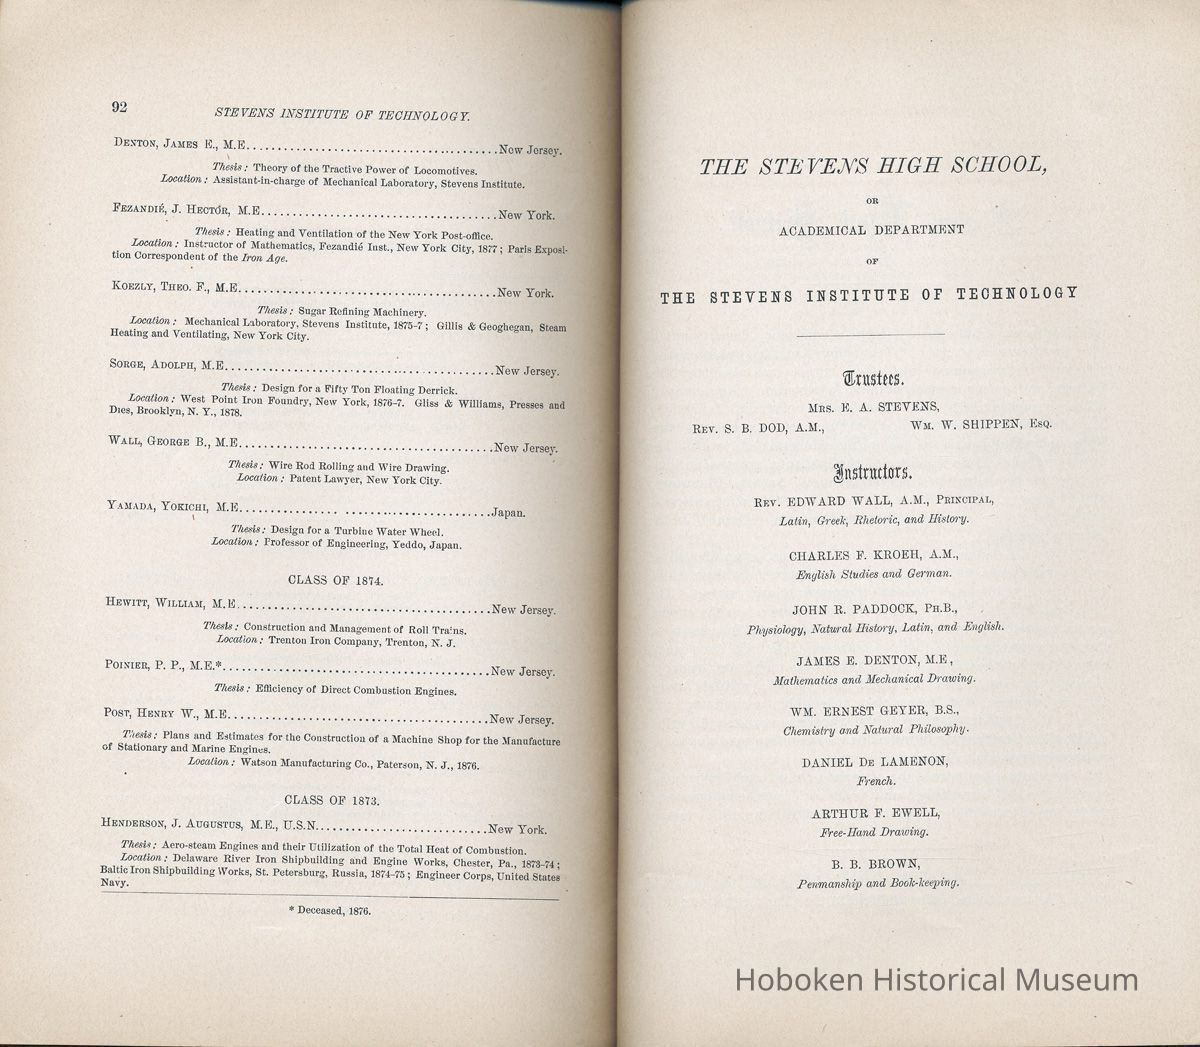 92
STEVENS INSTITUTE OF TECHNOLOGY.
DENTON, JAMES E., M.E.........................................New Jersey.
Thesis: Theory of the Tractive Power of Locomotives.
Location: Assistant-in-charge of Mechanical Laboratory, Stevens Institute.
FEZANDIÉ, J. HECTÓR, M.E......................................New York.
Thesis: Heating and Ventilation of the New York Post-office.
Location: Instructor of Mathematics, Fezandié Inst., New York City, 1877; Paris Exposi-
tion Correspondent of the Iron Age.
KOEZLY, THEO. F., M.E.........................................New York.
Thesis: Sugar Refining Machinery.
Location: Mechanical Laboratory, Stevens Institute, 1875-7; Gillis & Geoghegan, Steam
Heating and Ventilating, New York City.
SORGE, ADOLPH, M.E............................................New Jersey.
Thesis: Design for a Fifty Ton Floating Derrick.
Location: West Point Iron Foundry, New York, 1876-7. Gliss & Williams, Presses and
Dies, Brooklyn, N. Y., 1878.
WALL, GEORGE B., M.E..........................................New Jersey.
Thesis: Wire Rod Rolling and Wire Drawing.
Location: Patent Lawyer, New York City.
YAMADA, YOKICHI, M.E................ ........................Japan.
Thesis: Design for a Turbine Water Wheel.
Location: Professor of Engineering, Yeddo, Japan.
CLASS OF 1874.
HEWITT, WILLIAM, M.E..........................................New Jersey.
Thesis: Construction and Management of Roll Trains.
Location: Trenton Iron Company, Trenton, N. J.
POINIER, P. P., M.E.*...........................................New Jersey.
Thesis: Efficiency of Direct Combustion Engines.
POST, HENRY W., M.E...........................................New Jersey.
Thesis: Plans and Estimates for the Construction of a Machine Shop for the Manufacture
of Stationary and Marine Engines.
Location: Watson Manufacturing Co., Paterson, N. J., 1876.
CLASS OF 1873.
HENDERSON, J. AUGUSTUS, M.E., U.S.N............................New York.
Thesis: Aero-steam Engines and their Utilization of the Total Heat of Combustion.
Location: Delaware River Iron Shipbuilding and Engine Works, Chester, Pa., 1873-74;
Baltic Iron Shipbuilding Works, St. Petersburg, Russia, 1874-75; Engineer Corps, United States
Navy.
* Deceased, 1876.
THE STEVENS HIGH SCHOOL,
OR
ACADEMICAL DEPARTMENT
OF
THE STEVENS INSTITUTE OF TECHNOLOGY
Trustees.
MRS. E. A. STEVENS,
REV. S. B. DOD, A.M., WM. W. SHIPPEN, ESQ.
Instructors.
REV. EDWARD WALL, A.M., PRINCIPAL,
Latin, Greek, Rhetoric, and History.
CHARLES F. KROEH, A.M.,
English Studies and German.
JOHN R. PADDOCK, PH.B.,
Physiology, Natural History, Latin, and English.
JAMES E. DENTON, M.E,
Mathematics and Mechanical Drawing.
WM. ERNEST GEYER, B.S.,
Chemistry and Natural Philosophy.
DANIEL DE LAMENON,
French.
ARTHUR F. EWELL,
Free-Hand Drawing.
B. B. BROWN,
Penmanship and Book-keeping.
Hoboken Historical Museum